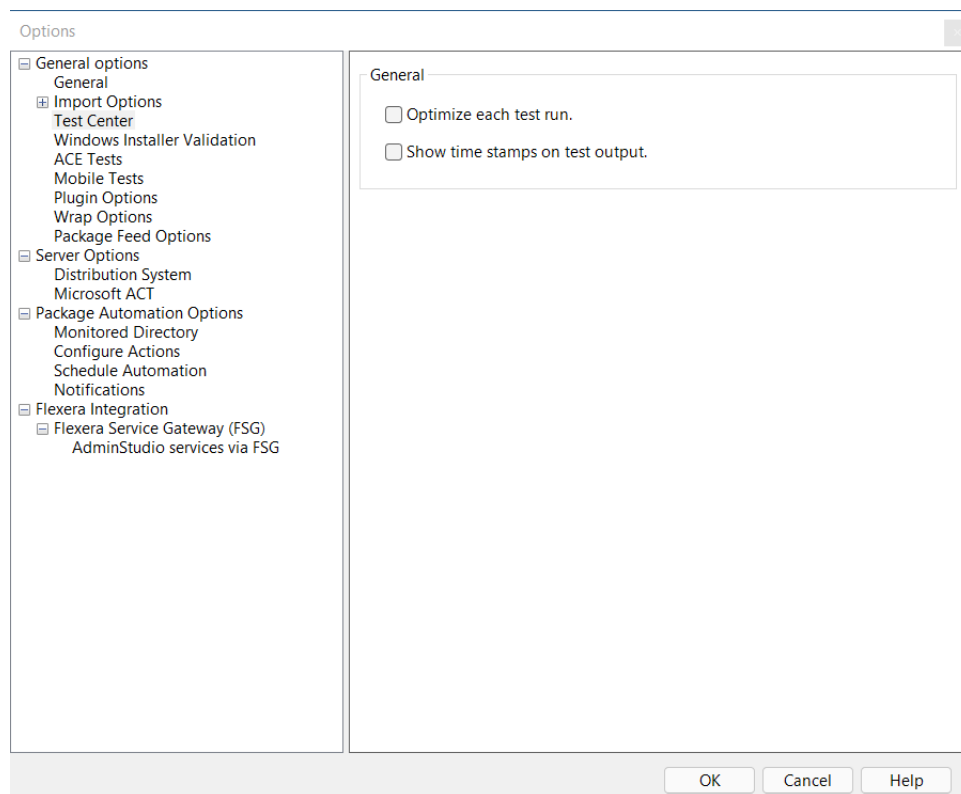 Options
General options
General
Import Options
Test Center
Windows Installer Validation
ACE Tests
Mobile Tests
Plugin Options
Wrap Options
Package Feed Options
Server Options
Distribution System
Microsoft ACT
Package Automation Options
Monitored Directory
Configure Actions
Schedule Automation
Notifications
Flexera Integration
Flexera Service Gateway (FSG)
AdminStudio services via FSG
General
Optimize each test run.
Show time stamps on test output.
OK Cancel Help